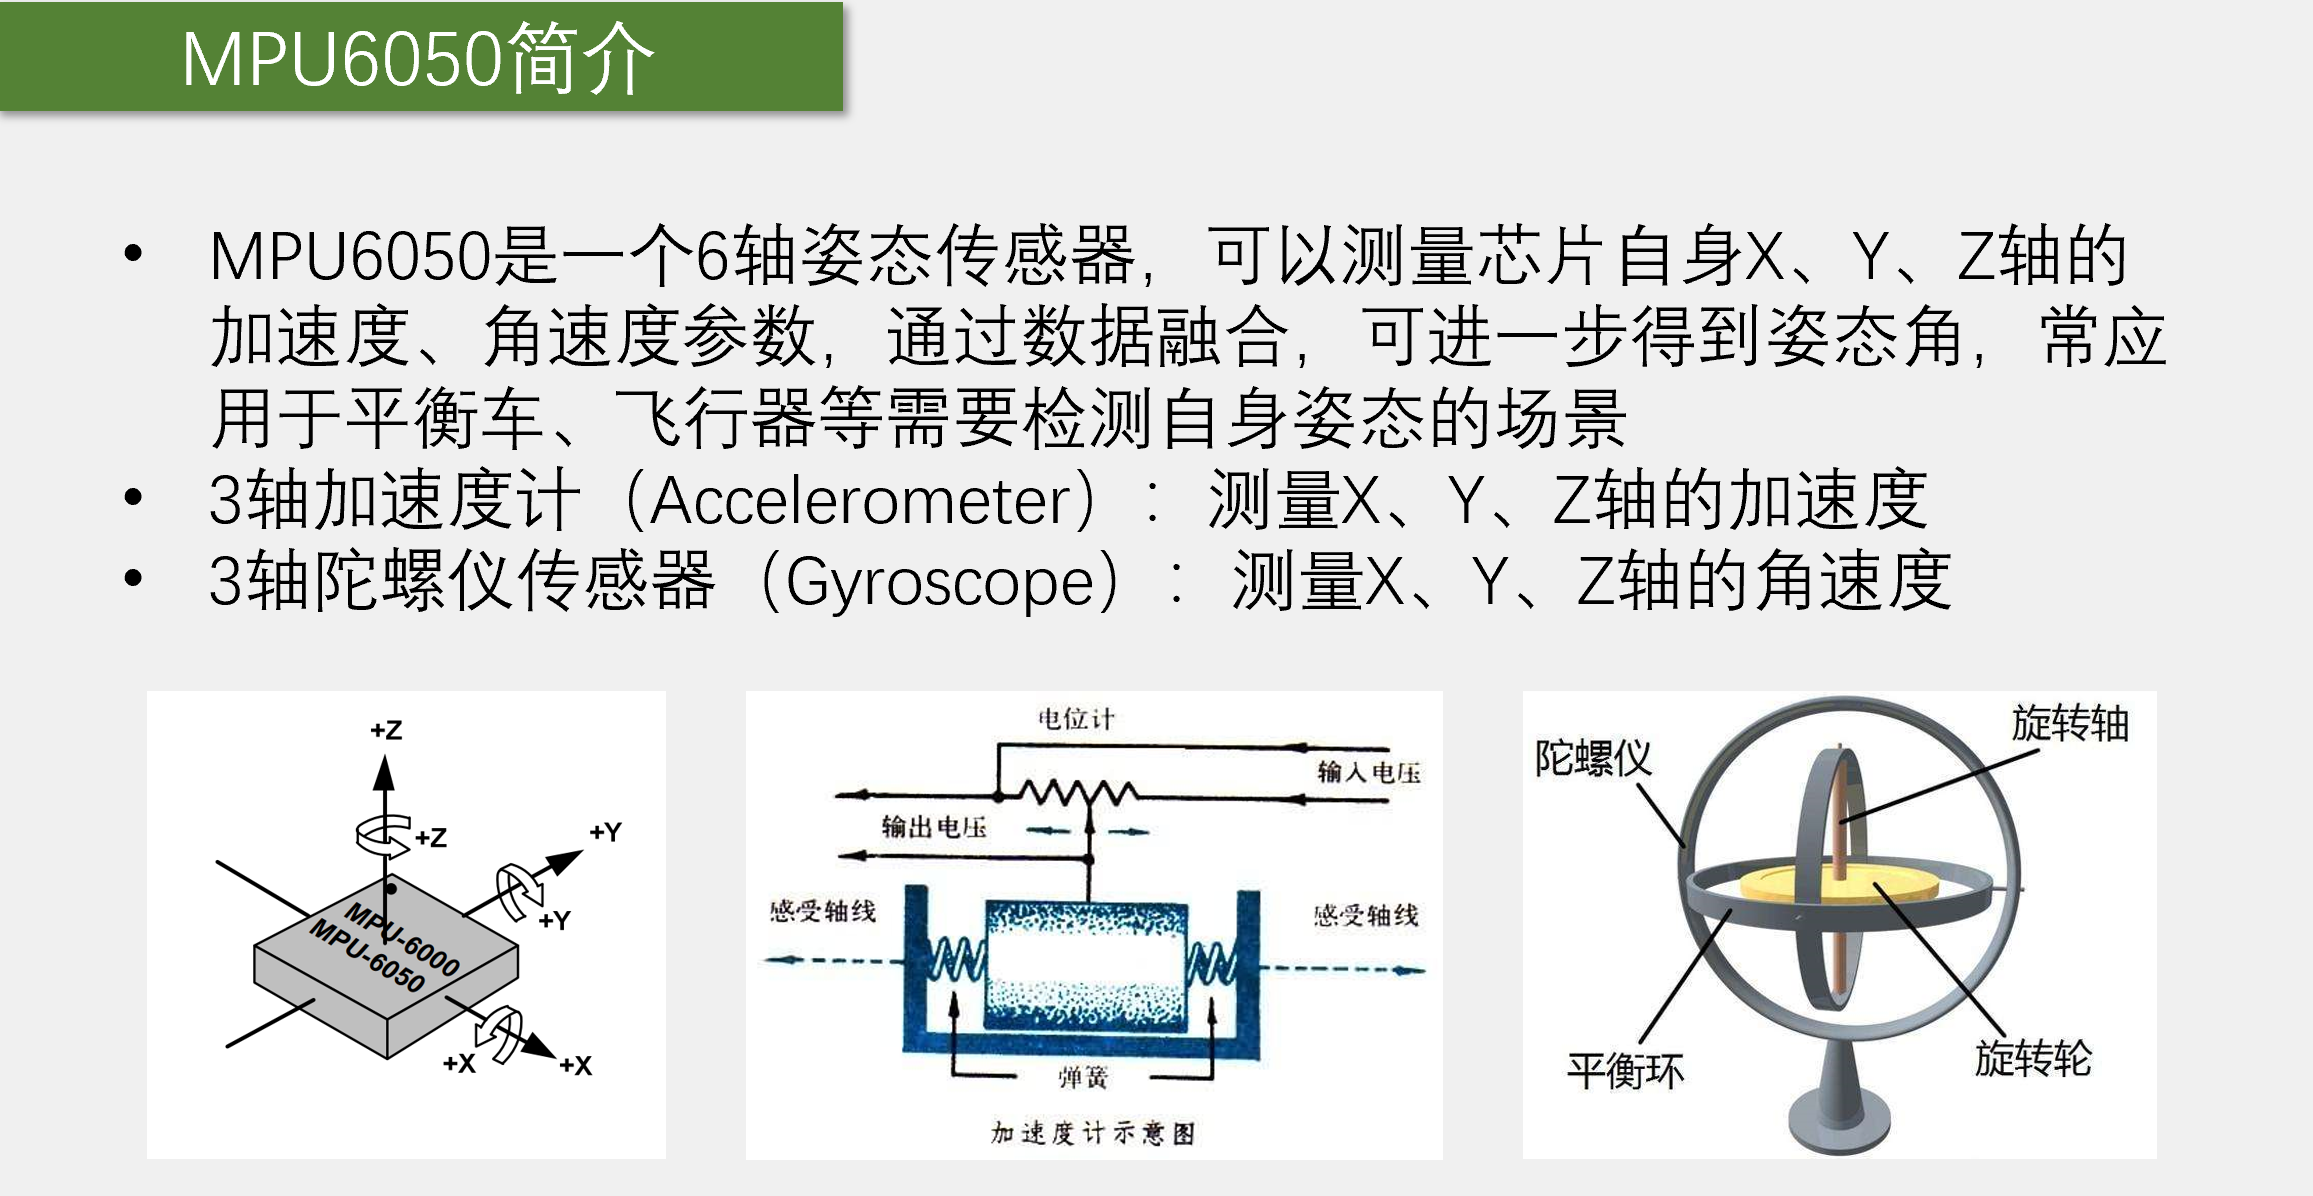 MPU6050简介
• MPU6050是一个6轴姿态传感器，可以测量芯片自身X、Y、Z轴的
加速度、角速度参数，通过数据融合，可进一步得到姿态角，常应
用于平衡车、飞行器等需要检测自身姿态的场景
• 3轴加速度计（Accelerometer）：测量X、Y、Z轴的加速度
• 3轴陀螺仪传感器（Gyroscope）：测量X、Y、Z轴的角速度
+Z
+Z
+Y
+Y
MPU-6000
MPU-6050
+X
+X
电位计
输入电压
输出电压
感受轴线
感受轴线
弹簧
加速度计示意图
旋转轴
陀螺仪
平衡环
旋转轮